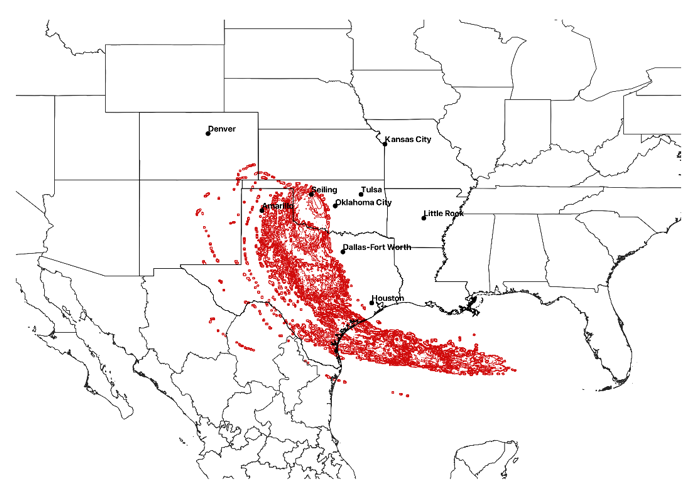 Denver
Kansas City
Seiling
Tulsa
Amarillo
Oklahoma City
Little Rock
Dallas-Fort Worth
Houston